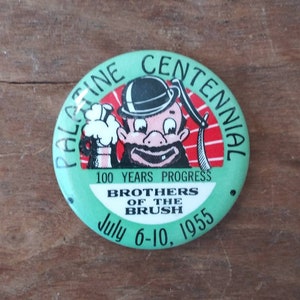 PALATINE CENTENNIAL
100 YEARS PROGRESS
BROTHERS
OF THE
BRUSH
July 6-10, 1955